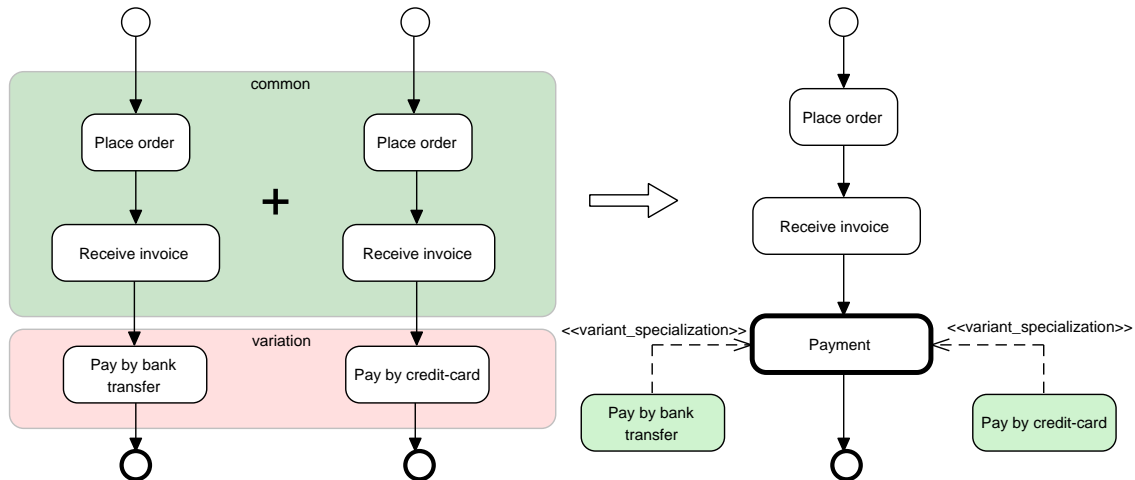 common
Place order
Place order
+
Receive invoice
Receive invoice
variation
Pay by bank
transfer
Pay by credit-card
Place order
Receive invoice
<<variant_specialization>>
<<variant_specialization>>
Payment
Pay by bank
transfer
Pay by credit-card